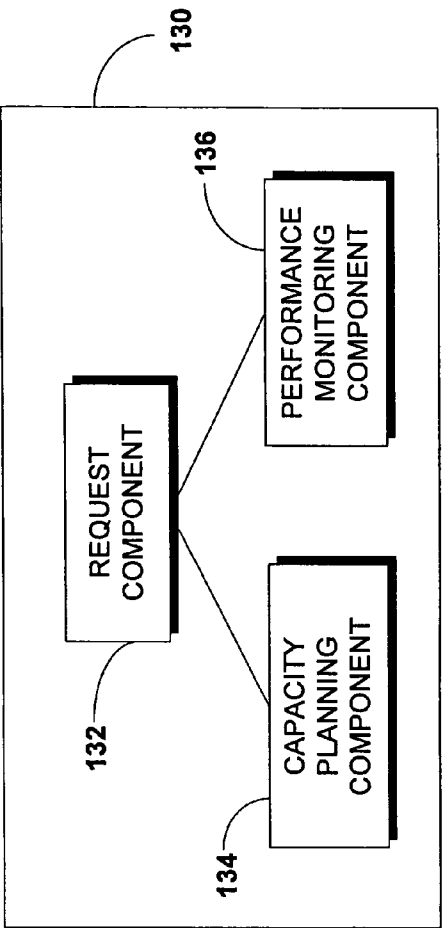 130
REQUEST
COMPONENT
132
136
CAPACITY
PLANNING
COMPONENT
134
PERFORMANCE
MONITORING
COMPONENT